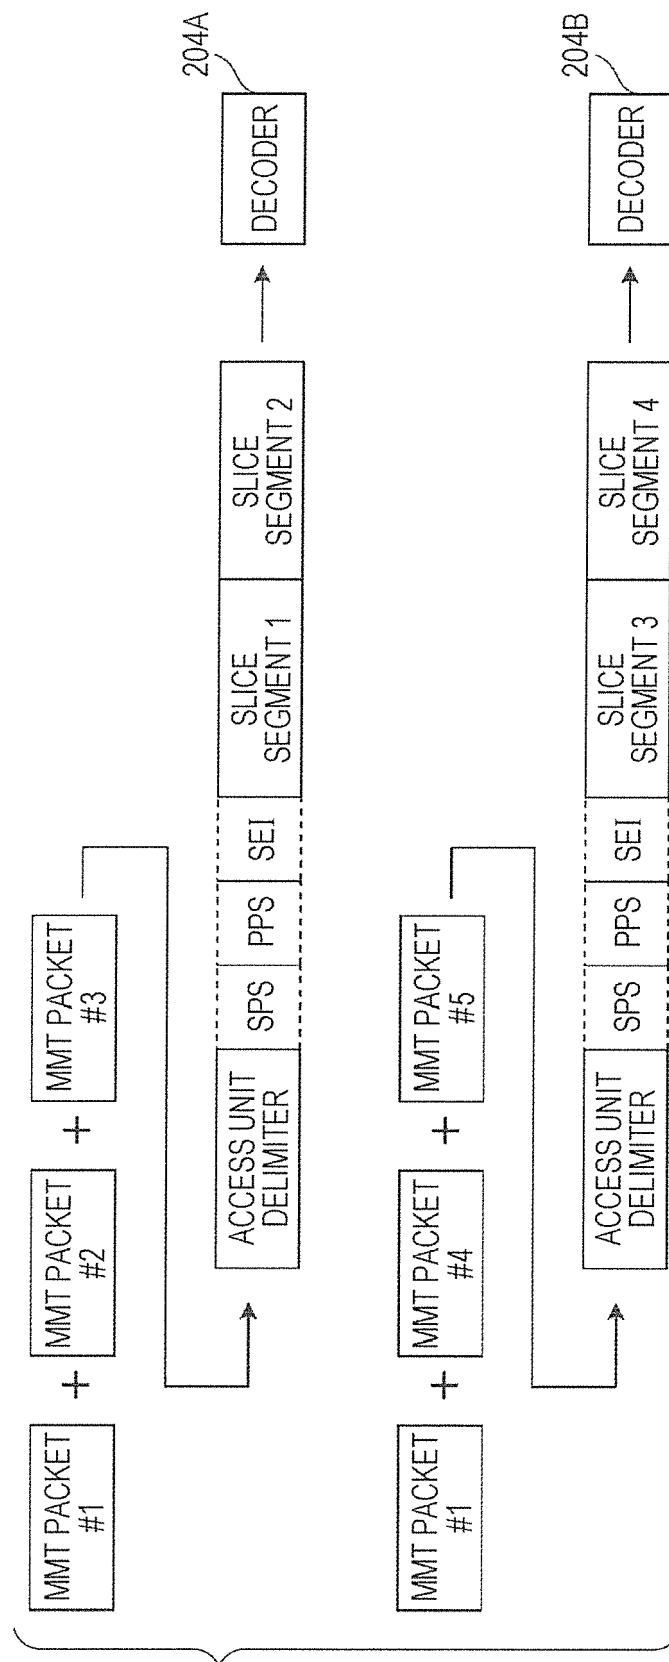 MMT PACKET
#1
+
MMT PACKET
#2
+
MMT PACKET
#3
ACCESS UNIT
DELIMITER
SPS
PPS
SEI
SLICE
SEGMENT 1
SLICE
SEGMENT 2
DECODER
204A
MMT PACKET
#1
+
MMT PACKET
#4
+
MMT PACKET
#5
ACCESS UNIT
DELIMITER
SPS
PPS
SEI
SLICE
SEGMENT 3
SLICE
SEGMENT 4
DECODER
204B